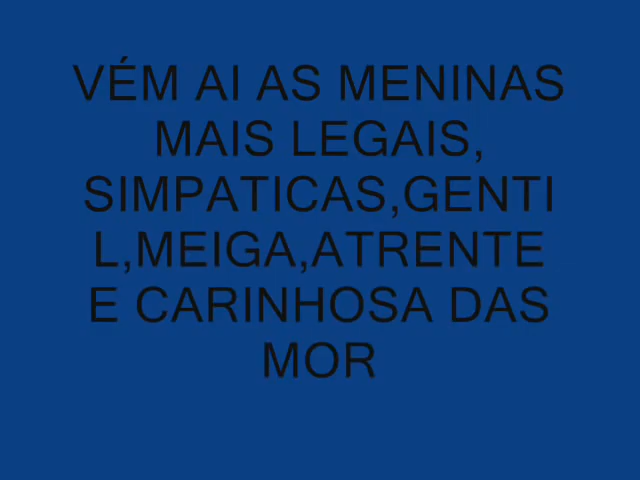 VÉM AI AS MENINAS
MAIS LEGAIS,
SIMPATICAS,GENTI
L,MEIGA,ATRENTE
E CARINHOSA DAS
MOR